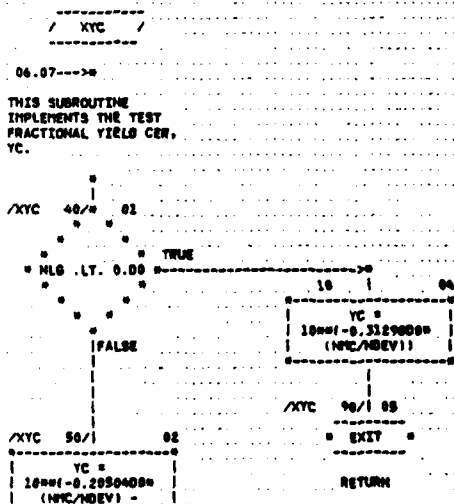 / XYC /
06.07--->*
THIS SUBROUTINE
IMPLEMENTS THE TEST
FRACTIONAL YIELD CER,
YC.
/XYC 40/* 01
* NLG .LT. 0.D0 * TRUE
FALSE
10 04
YC =
10**(-0.31290D0*
(NMC/NDEV))
/XYC 90/ 05
* EXIT *
RETURN
/XYC 50/ 02
YC =
10**(-0.20504D0*
(NMC/NDEV) -